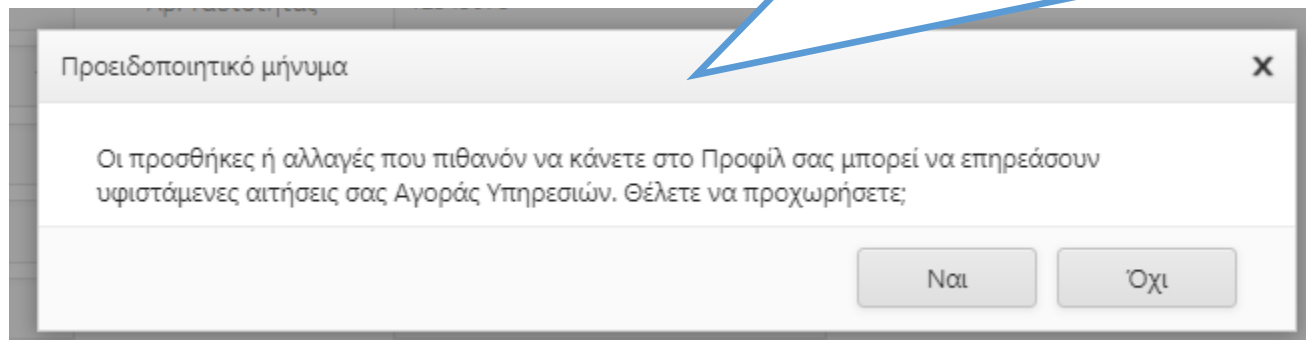 Προειδοποιητικό μήνυμα
x
Οι προσθήκες ή αλλαγές που πιθανόν να κάνετε στο Προφίλ σας μπορεί να επηρεάσουν
υφιστάμενες αιτήσεις σας Αγοράς Υπηρεσιών. Θέλετε να προχωρήσετε;
Ναι Όχι